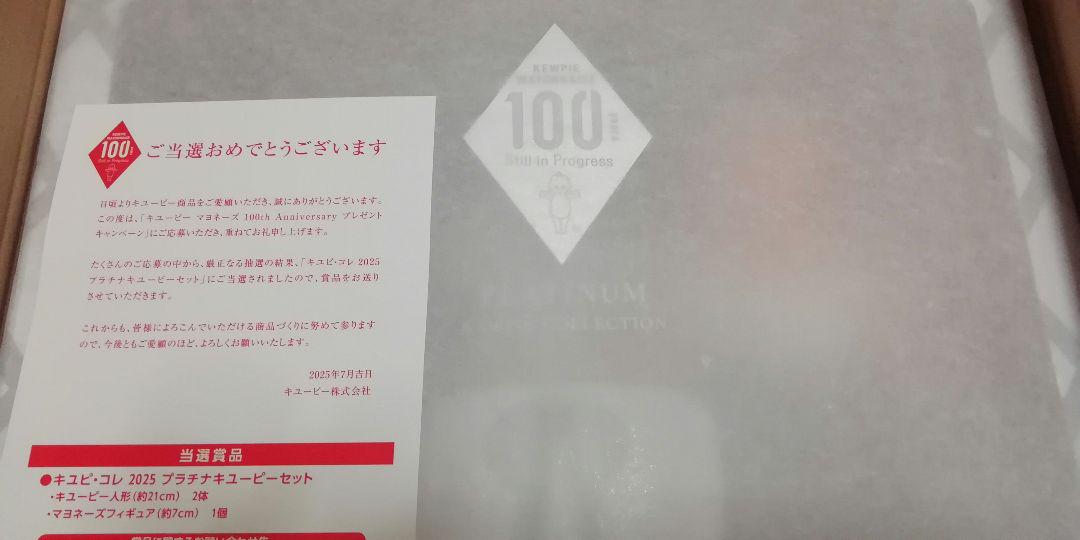 KEWPIE
MAYONNAISE
100
YEARS
Still in Progress
ご当選おめでとうございます
日頃よりキユーピー商品をご愛顧いただき、誠にありがとうございます。
この度は、「キユーピー マヨネーズ 100th Anniversary プレゼント
キャンペーン」にご応募いただき、重ねてお礼申し上げます。
たくさんのご応募の中から、厳正なる抽選の結果、「キユピ・コレ 2025
プラチナキユーピーセット」にご当選されましたので、賞品をお送り
させていただきます。
これからも、皆様によろこんでいただける商品づくりに努めて参ります
ので、今後ともご愛顧のほど、よろしくお願いいたします。
2025年7月吉日
キユーピー株式会社
当選賞品
●キユピ・コレ 2025 プラチナキユーピーセット
・キユーピー人形(約21cm) 2体
・マヨネーズフィギュア(約7cm) 1個
賞品に関するお問い合わせ先
KEWPIE
MAYONNAISE
100
YEARS
Still in Progress
PLATINUM
COLLECTION